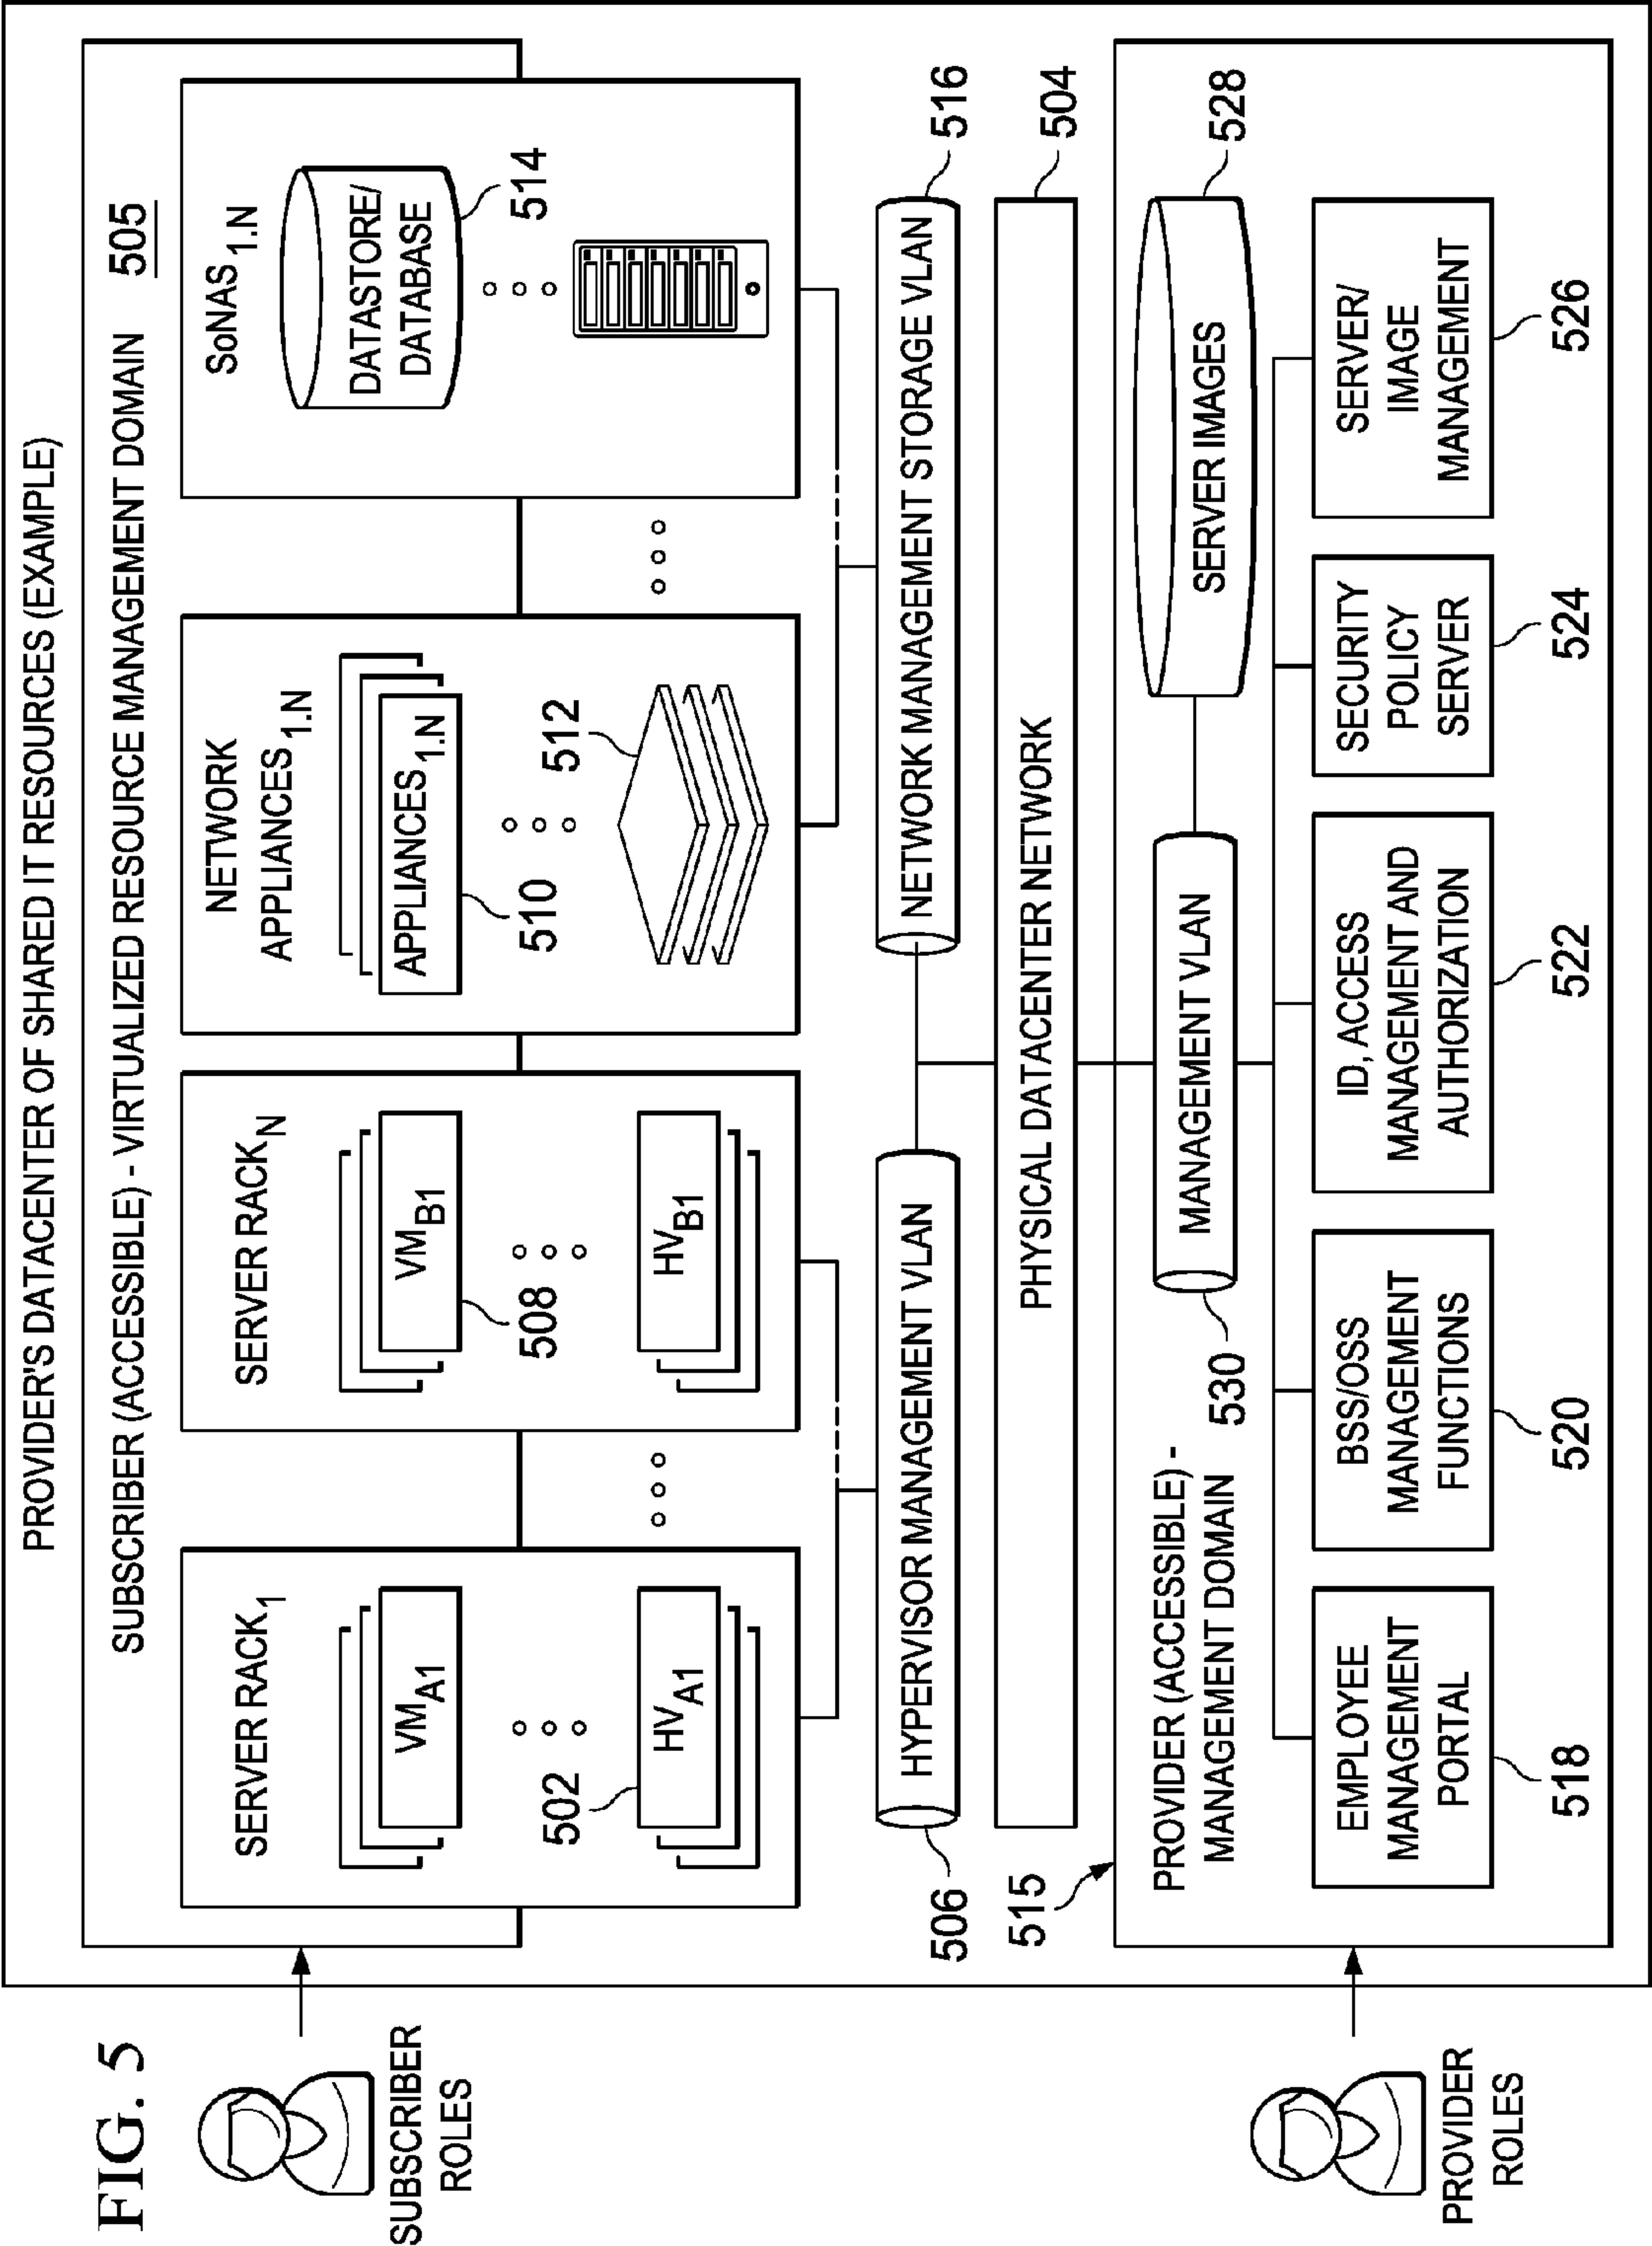 FIG. 5
PROVIDER'S DATACENTER OF SHARED IT RESOURCES (EXAMPLE)
SUBSCRIBER (ACCESSIBLE) - VIRTUALIZED RESOURCE MANAGEMENT DOMAIN 505
SUBSCRIBER
ROLES
SERVER RACK1
VMA1
502
HVA1
SERVER RACKN
VMB1
508
HVB1
NETWORK
APPLIANCES1.N
APPLIANCES1.N
510
512
SoNAS1.N
DATASTORE/
DATABASE
514
506
HYPERVISOR MANAGEMENT VLAN
NETWORK MANAGEMENT STORAGE VLAN
516
515
PHYSICAL DATACENTER NETWORK
504
PROVIDER
ROLES
PROVIDER (ACCESSIBLE) -
MANAGEMENT DOMAIN
530
MANAGEMENT VLAN
SERVER IMAGES
528
EMPLOYEE
MANAGEMENT
PORTAL
518
BSS/OSS
MANAGEMENT
FUNCTIONS
520
ID, ACCESS
MANAGEMENT AND
AUTHORIZATION
522
SECURITY
POLICY
SERVER
524
SERVER/
IMAGE
MANAGEMENT
526